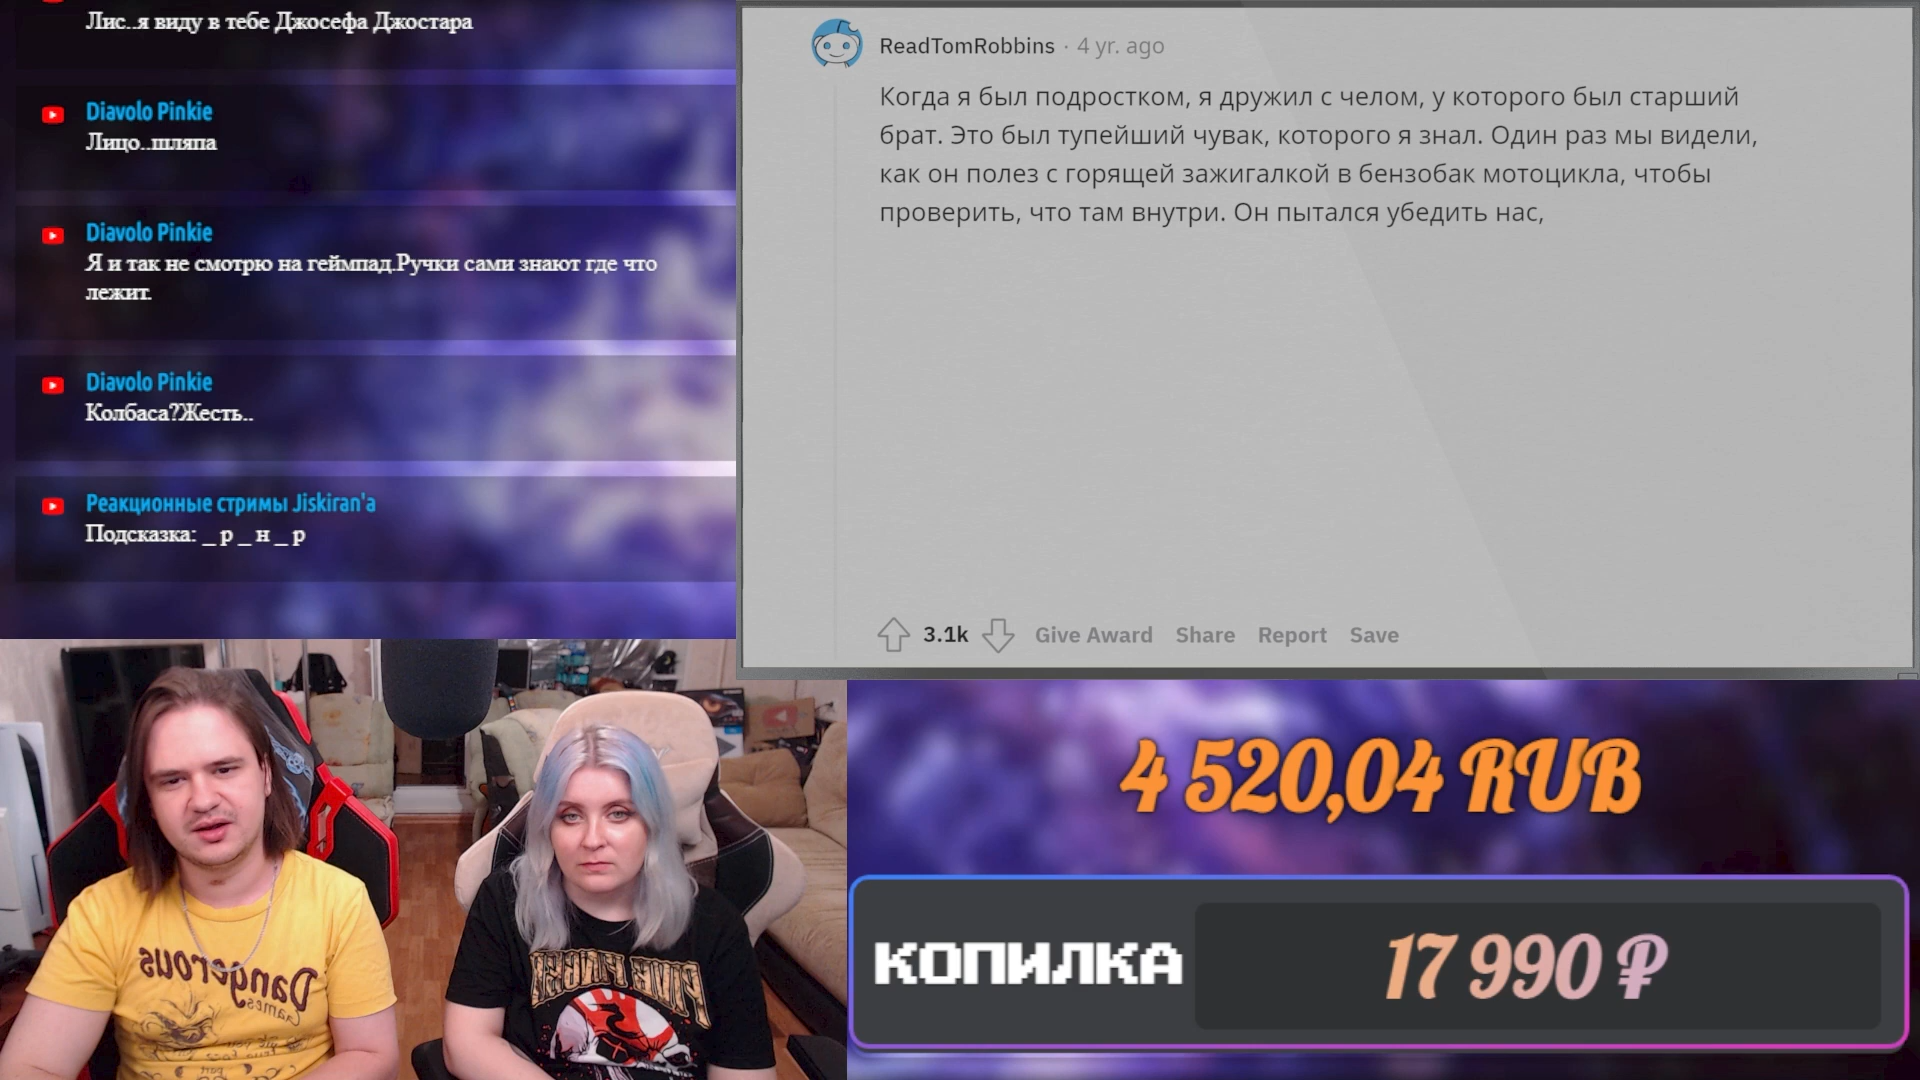 Лис..я виду в тебе Джосефа Джостара
Diavolo Pinkie
Лицо..шляпа
Diavolo Pinkie
Я и так не смотрю на геймпад.Ручки сами знают где что
лежит.
Diavolo Pinkie
Колбаса?Жесть..
Реакционные стримы Jiskiran'a
Подсказка: _ р _ н _ р
ReadTomRobbins · 4 yr. ago
Когда я был подростком, я дружил с челом, у которого был старший
брат. Это был тупейший чувак, которого я знал. Один раз мы видели,
как он полез с горящей зажигалкой в бензобак мотоцикла, чтобы
проверить, что там внутри. Он пытался убедить нас,
3.1k Give Award Share Report Save
4 520,04 RUB
КОПИЛКА 17 990 ₽
Dangerous
Games